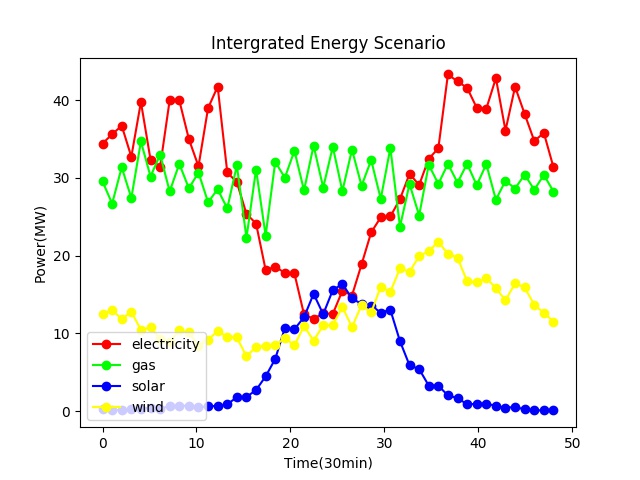 Intergrated Energy Scenario
Power(MW)
40
30
20
10
0
electricity
gas
solar
wind
0 10 20 30 40 50
Time(30min)